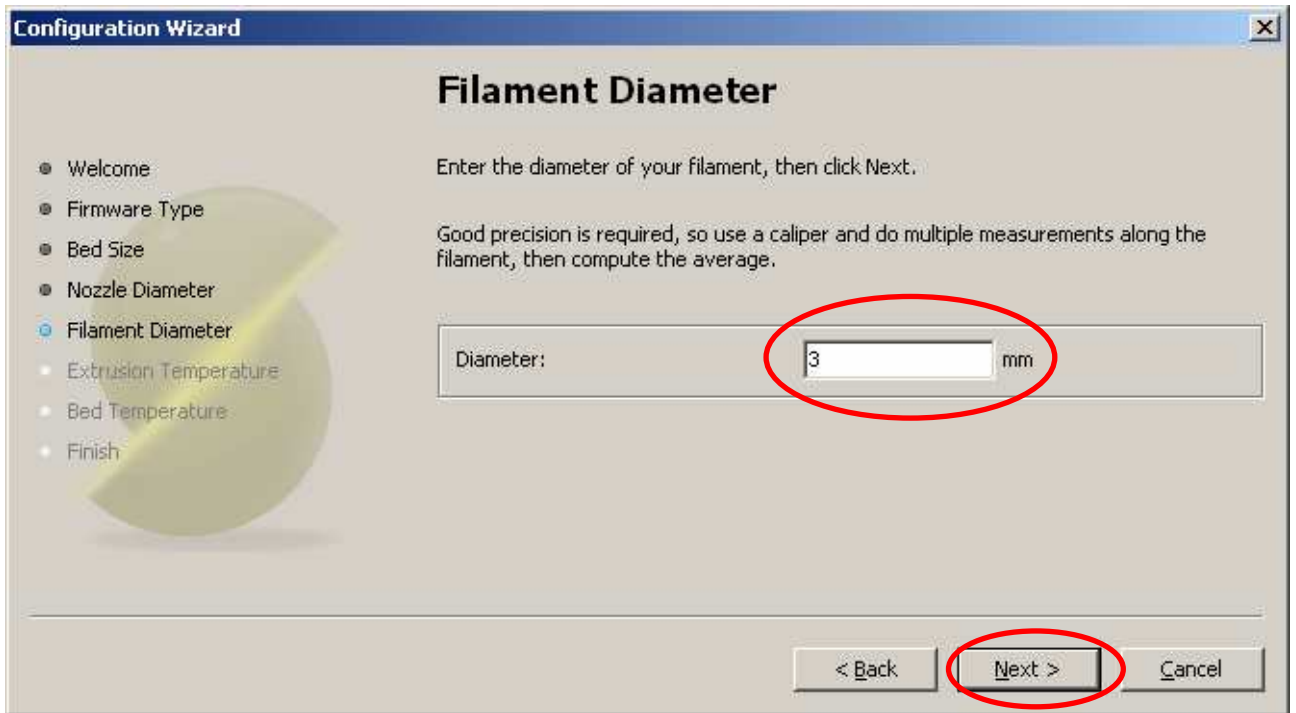 Configuration Wizard
Filament Diameter
Welcome
Firmware Type
Bed Size
Nozzle Diameter
Filament Diameter
Extrusion Temperature
Bed Temperature
Finish
Enter the diameter of your filament, then click Next.
Good precision is required, so use a caliper and do multiple measurements along the
filament, then compute the average.
Diameter: 3 mm
< Back Next > Cancel